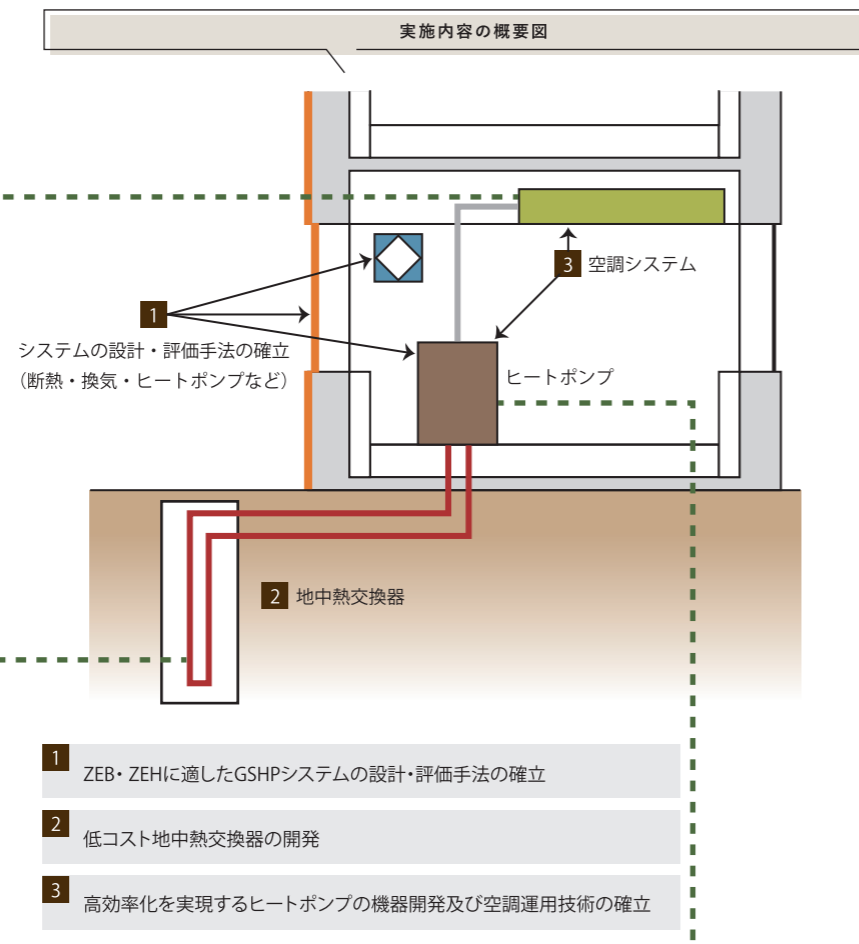 実施内容の概要図
3 空調システム
1
システムの設計・評価手法の確立
（断熱・換気・ヒートポンプなど）
ヒートポンプ
2 地中熱交換器
1 ZEB・ZEHに適したGSHPシステムの設計・評価手法の確立
2 低コスト地中熱交換器の開発
3 高効率化を実現するヒートポンプの機器開発及び空調運用技術の確立